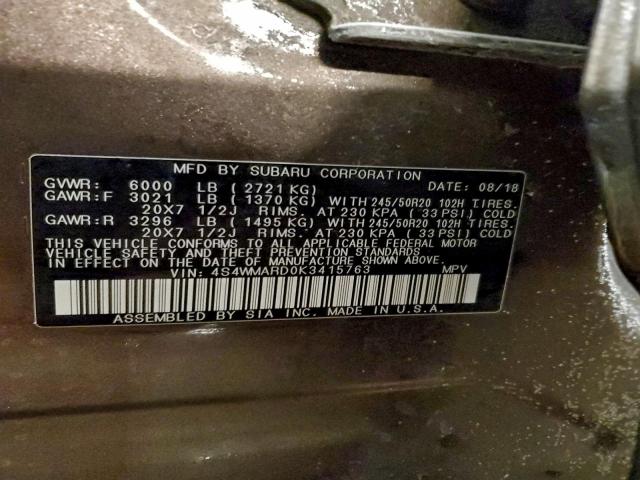 MFD BY SUBARU CORPORATION
GVWR: 6000 LB ( 2721 KG) DATE: 08/18
GAWR:F 3021 LB ( 1370 KG) WITH 245/50R20 102H TIRES.
20X7 1/2J RIMS. AT 230 KPA ( 33 PSI) COLD
GAWR:R 3296 LB ( 1495 KG) WITH 245/50R20 102H TIRES.
20X7 1/2J RIMS. AT 230 KPA ( 33 PSI) COLD
THIS VEHICLE CONFORMS TO ALL APPLICABLE FEDERAL MOTOR
VEHICLE SAFETY AND THEFT PREVENTION STANDARDS
IN EFFECT ON THE DATE OF MANUFACTURE SHOWN ABOVE.
VIN: 4S4WMARD0K3415763 MPV
ASSEMBLED BY SIA INC. MADE IN U.S.A.